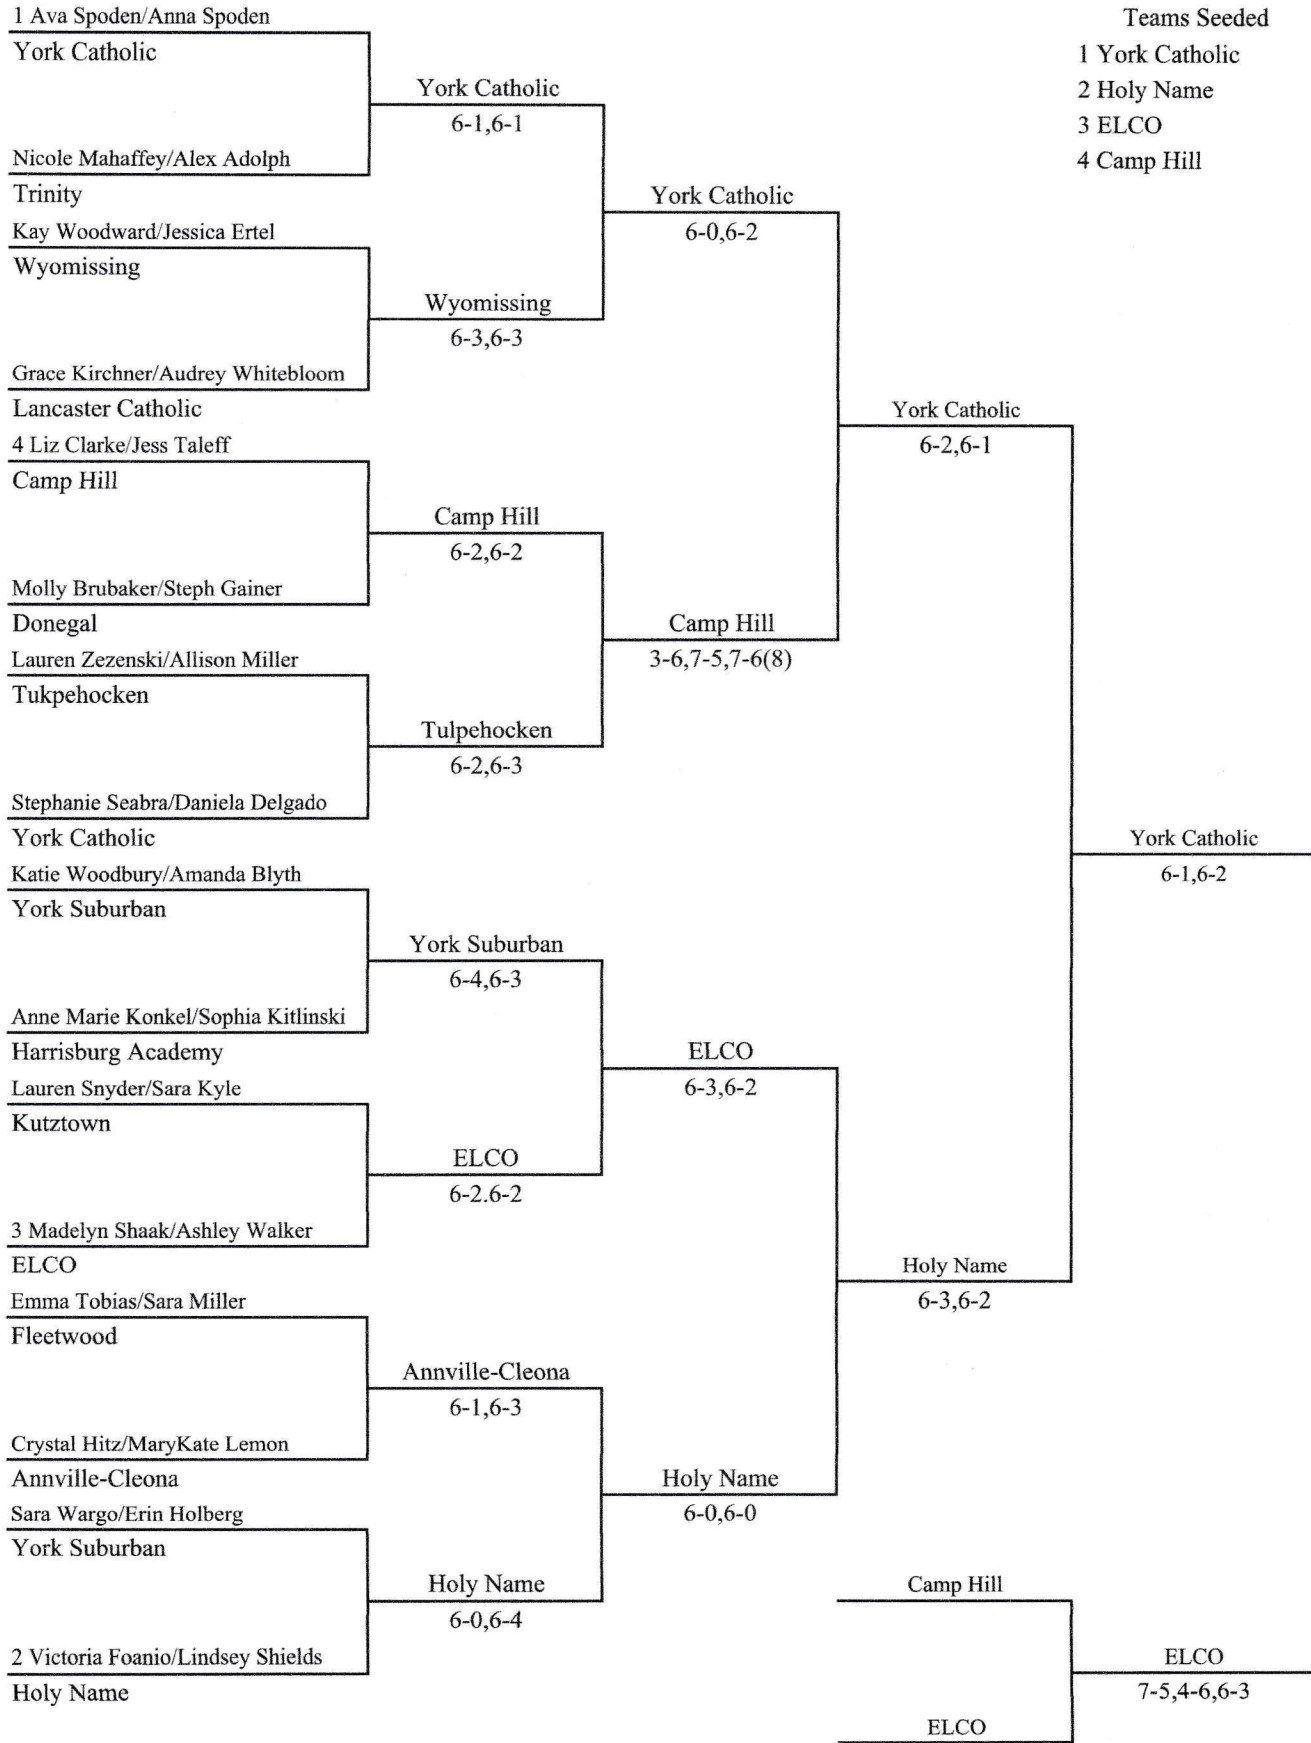 1 Ava Spoden/Anna Spoden
York Catholic
Nicole Mahaffey/Alex Adolph
Trinity
Kay Woodward/Jessica Ertel
Wyomissing
Grace Kirchner/Audrey Whitebloom
Lancaster Catholic
4 Liz Clarke/Jess Taleff
Camp Hill
Molly Brubaker/Steph Gainer
Donegal
Lauren Zezenski/Allison Miller
Tukpehocken
Stephanie Seabra/Daniela Delgado
York Catholic
Katie Woodbury/Amanda Blyth
York Suburban
Anne Marie Konkel/Sophia Kitlinski
Harrisburg Academy
Lauren Snyder/Sara Kyle
Kutztown
3 Madelyn Shaak/Ashley Walker
ELCO
Emma Tobias/Sara Miller
Fleetwood
Crystal Hitz/MaryKate Lemon
Annville-Cleona
Sara Wargo/Erin Holberg
York Suburban
2 Victoria Foanio/Lindsey Shields
Holy Name
York Catholic
6-1,6-1
Wyomissing
6-3,6-3
Camp Hill
6-2,6-2
Tulpehocken
6-2,6-3
York Suburban
6-4,6-3
ELCO
6-2.6-2
Annville-Cleona
6-1,6-3
Holy Name
6-0,6-4
York Catholic
6-0,6-2
Camp Hill
3-6,7-5,7-6(8)
ELCO
6-3,6-2
Holy Name
6-0,6-0
York Catholic
6-2,6-1
Holy Name
6-3,6-2
Camp Hill
ELCO
Teams Seeded
1 York Catholic
2 Holy Name
3 ELCO
4 Camp Hill
York Catholic
6-1,6-2
ELCO
7-5,4-6,6-3